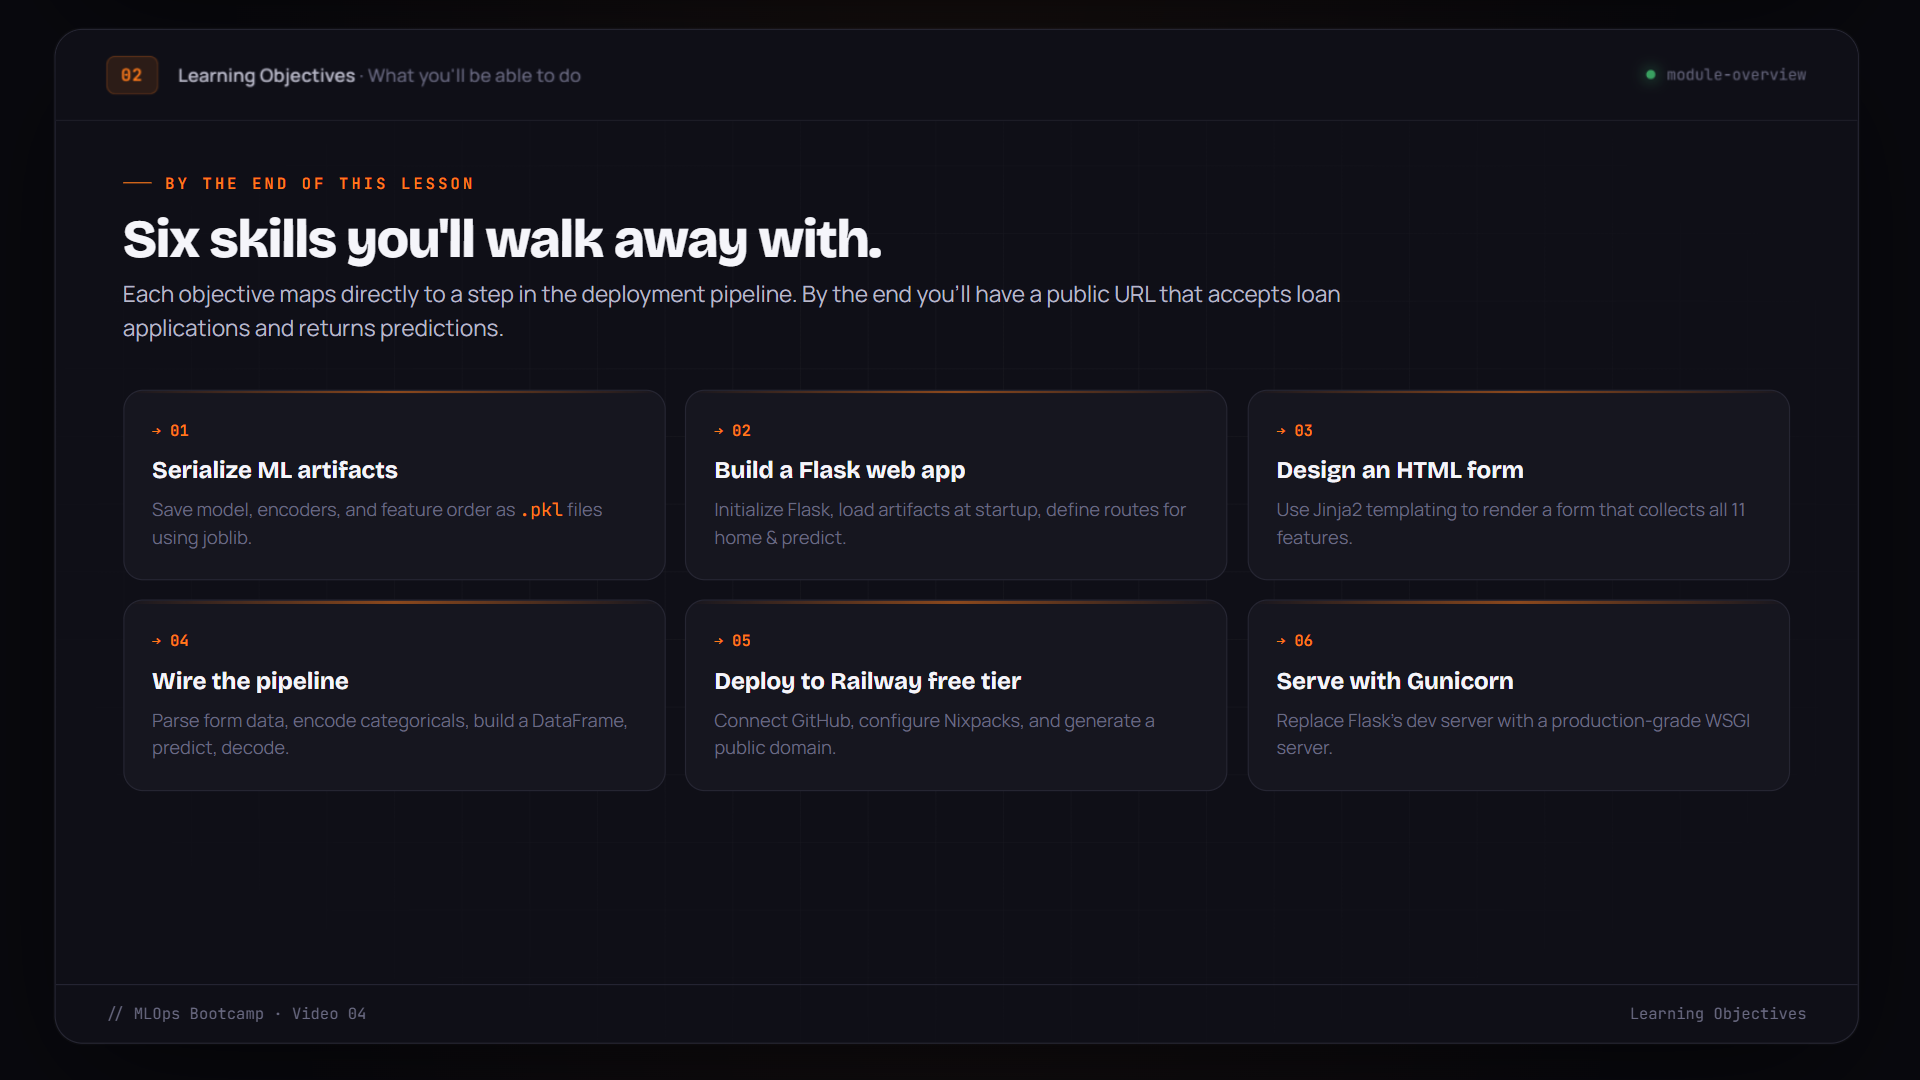 02 Learning Objectives · What you'll be able to do
module-overview
BY THE END OF THIS LESSON
Six skills you'll walk away with.
Each objective maps directly to a step in the deployment pipeline. By the end you'll have a public URL that accepts loan
applications and returns predictions.
→ 01
Serialize ML artifacts
Save model, encoders, and feature order as .pkl files
using joblib.
→ 02
Build a Flask web app
Initialize Flask, load artifacts at startup, define routes for
home & predict.
→ 03
Design an HTML form
Use Jinja2 templating to render a form that collects all 11
features.
→ 04
Wire the pipeline
Parse form data, encode categoricals, build a DataFrame,
predict, decode.
→ 05
Deploy to Railway free tier
Connect GitHub, configure Nixpacks, and generate a
public domain.
→ 06
Serve with Gunicorn
Replace Flask's dev server with a production-grade WSGI
server.
// MLOps Bootcamp · Video 04
Learning Objectives